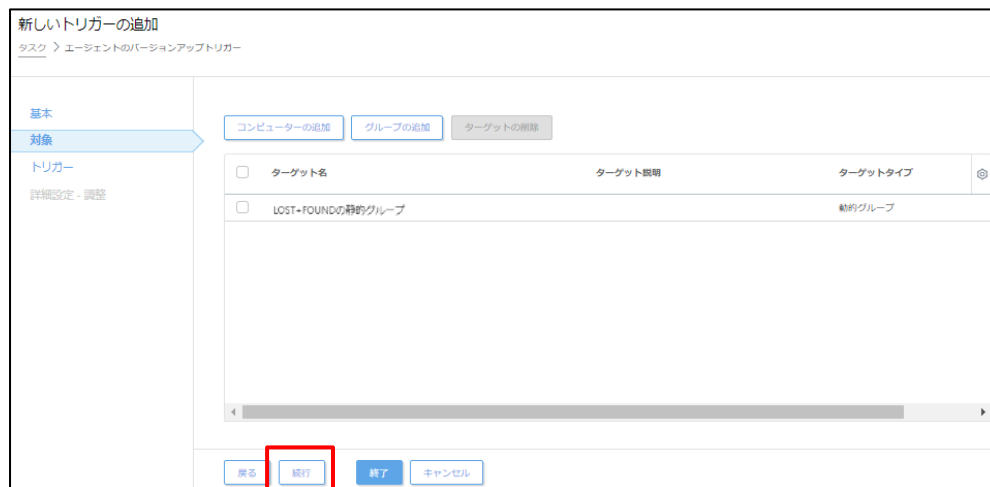 新しいトリガーの追加
タスク > エージェントのバージョンアップトリガー
基本
対象
トリガー
詳細設定 - 調整
コンピューターの追加 グループの追加 ターゲットの削除
ターゲット名 ターゲット説明 ターゲットタイプ
LOST+FOUNDの静的グループ 動的グループ
戻る 続行 終了 キャンセル